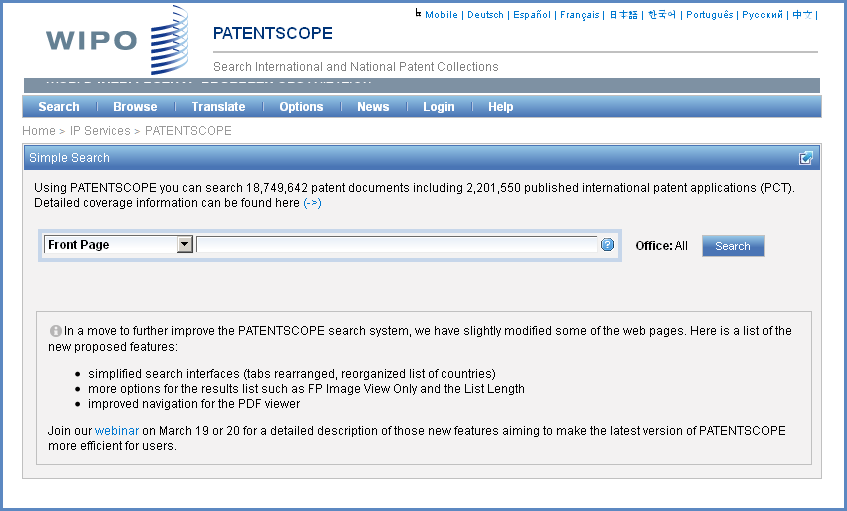 Mobile | Deutsch | Español | Français | 日本語 | 한국어 | Português | Русский | 中文 |
WIPO
PATENTSCOPE
Search International and National Patent Collections
WORLD INTELLECTUAL PROPERTY ORGANIZATION
Search | Browse | Translate | Options | News | Login | Help
Home > IP Services > PATENTSCOPE
Simple Search
Using PATENTSCOPE you can search 18,749,642 patent documents including 2,201,550 published international patent applications (PCT).
Detailed coverage information can be found here (->)
Front Page ? Office: All Search
In a move to further improve the PATENTSCOPE search system, we have slightly modified some of the web pages. Here is a list of the
new proposed features:
• simplified search interfaces (tabs rearranged, reorganized list of countries)
• more options for the results list such as FP Image View Only and the List Length
• improved navigation for the PDF viewer
Join our webinar on March 19 or 20 for a detailed description of those new features aiming to make the latest version of PATENTSCOPE
more efficient for users.